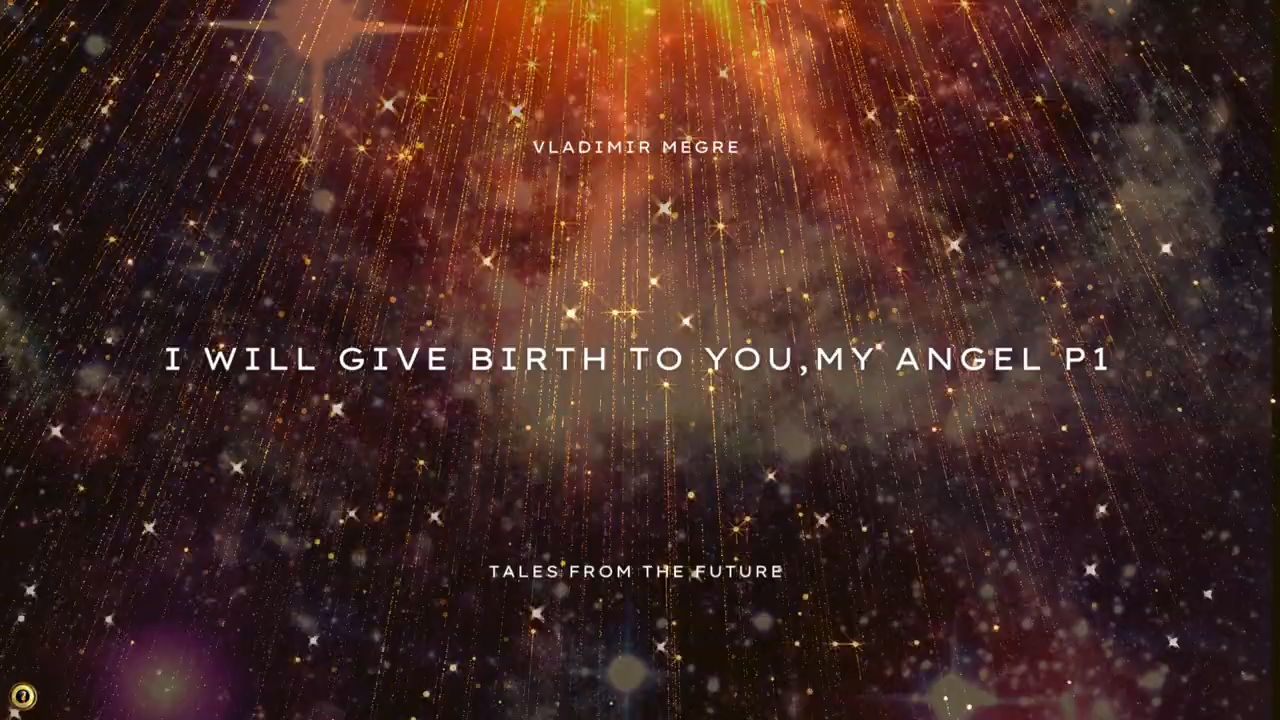 VLADIMIR MEGRE
I WILL GIVE BIRTH TO YOU,MY ANGEL P1
TALES FROM THE FUTURE